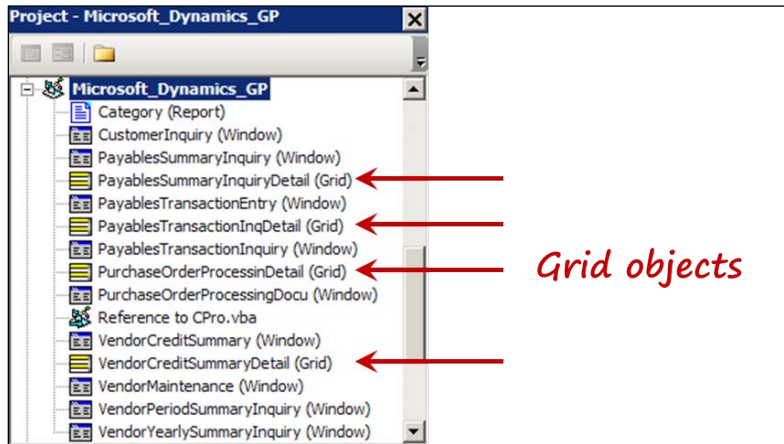 Project - Microsoft_Dynamics_GP
Microsoft_Dynamics_GP
Category (Report)
CustomerInquiry (Window)
PayablesSummaryInquiry (Window)
PayablesSummaryInquiryDetail (Grid)
PayablesTransactionEntry (Window)
PayablesTransactionInqDetail (Grid)
PayablesTransactionInquiry (Window)
PurchaseOrderProcessinDetail (Grid)
Grid objects
PurchaseOrderProcessingDocu (Window)
Reference to CPro.vba
VendorCreditSummary (Window)
VendorCreditSummaryDetail (Grid)
VendorMaintenance (Window)
VendorPeriodSummaryInquiry (Window)
VendorYearlySummaryInquiry (Window)